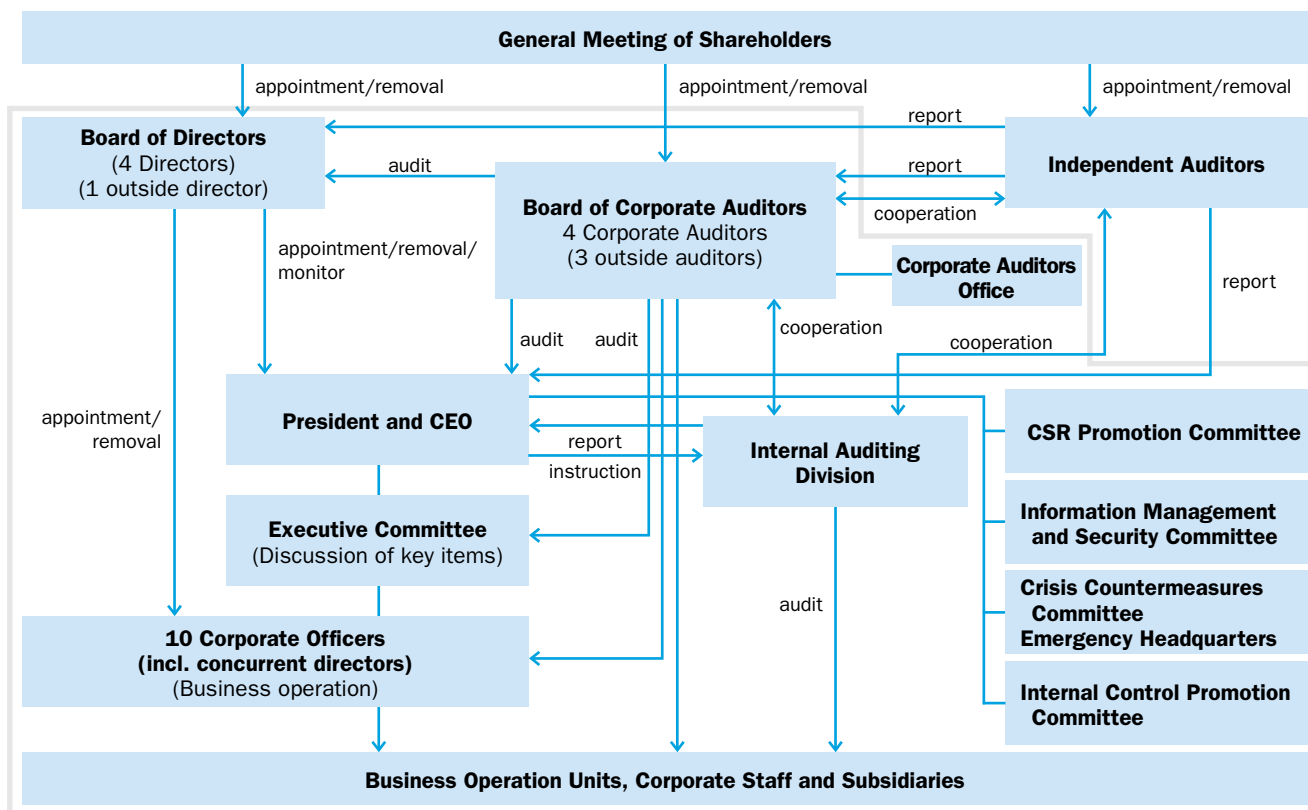 General Meeting of Shareholders
appointment/removal
appointment/removal
appointment/removal
Board of Directors
(4 Directors)
(1 outside director)
report
Independent Auditors
audit
report
Board of Corporate Auditors
4 Corporate Auditors
(3 outside auditors)
cooperation
appointment/removal/
monitor
Corporate Auditors
Office
report
audit
audit
cooperation
cooperation
President and CEO
appointment/
removal
report
instruction
Internal Auditing
Division
CSR Promotion Committee
Executive Committee
(Discussion of key items)
Information Management
and Security Committee
audit
Crisis Countermeasures
Committee
Emergency Headquarters
10 Corporate Officers
(incl. concurrent directors)
(Business operation)
Internal Control Promotion
Committee
Business Operation Units, Corporate Staff and Subsidiaries